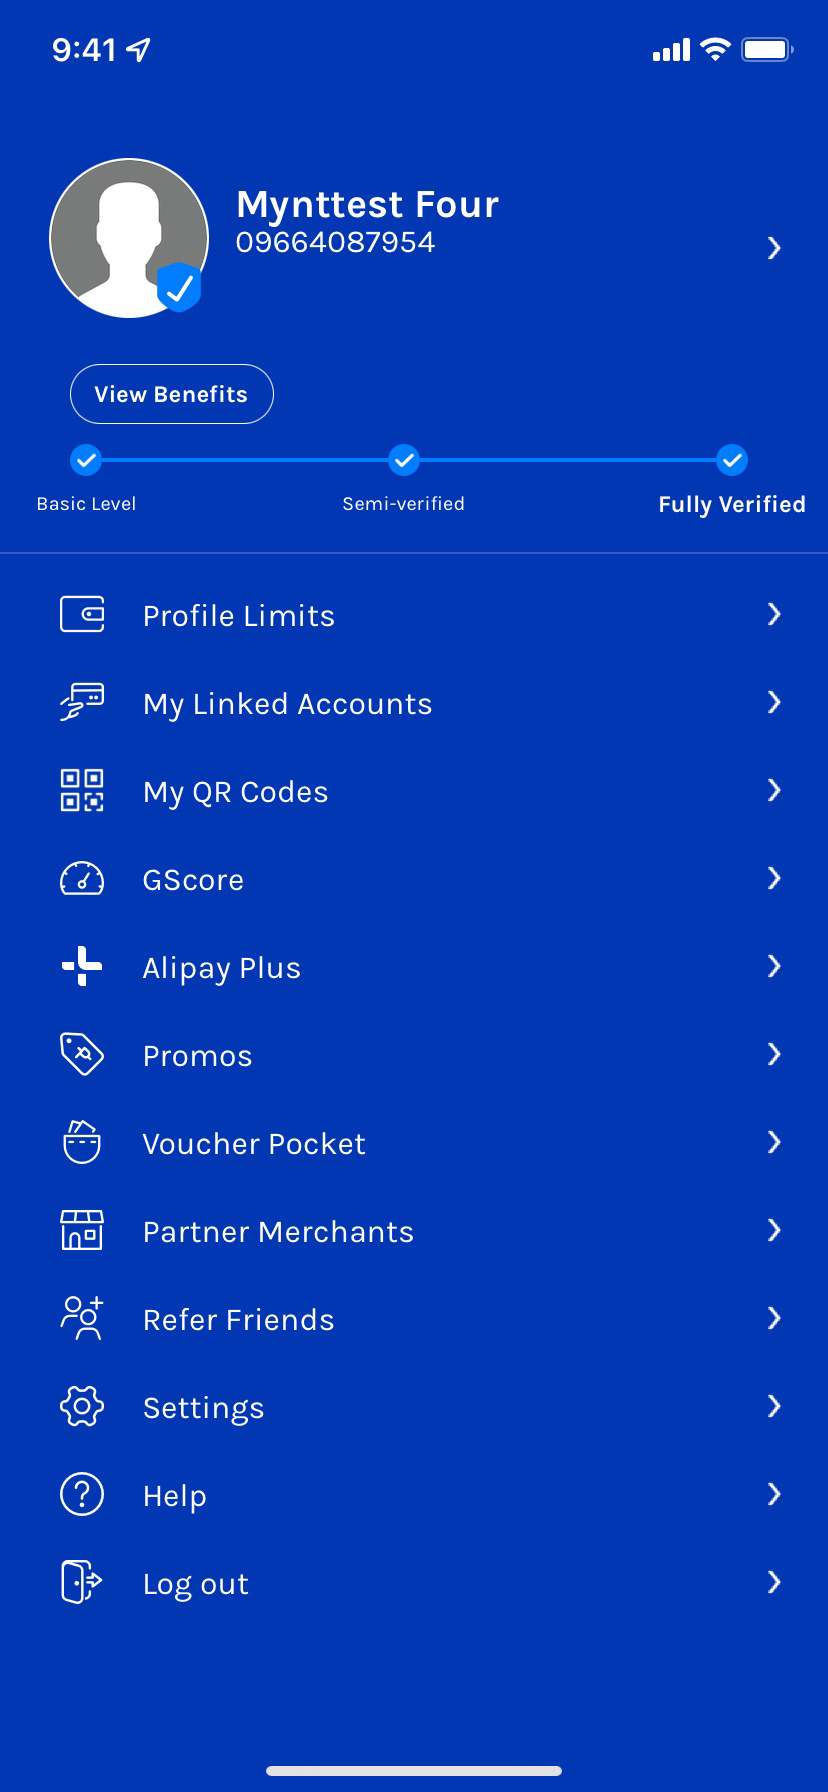 9:41
Mynttest Four
09664087954
View Benefits
Basic Level Semi-verified Fully Verified
Profile Limits
My Linked Accounts
My QR Codes
GScore
Alipay Plus
Promos
Voucher Pocket
Partner Merchants
Refer Friends
Settings
Help
Log out